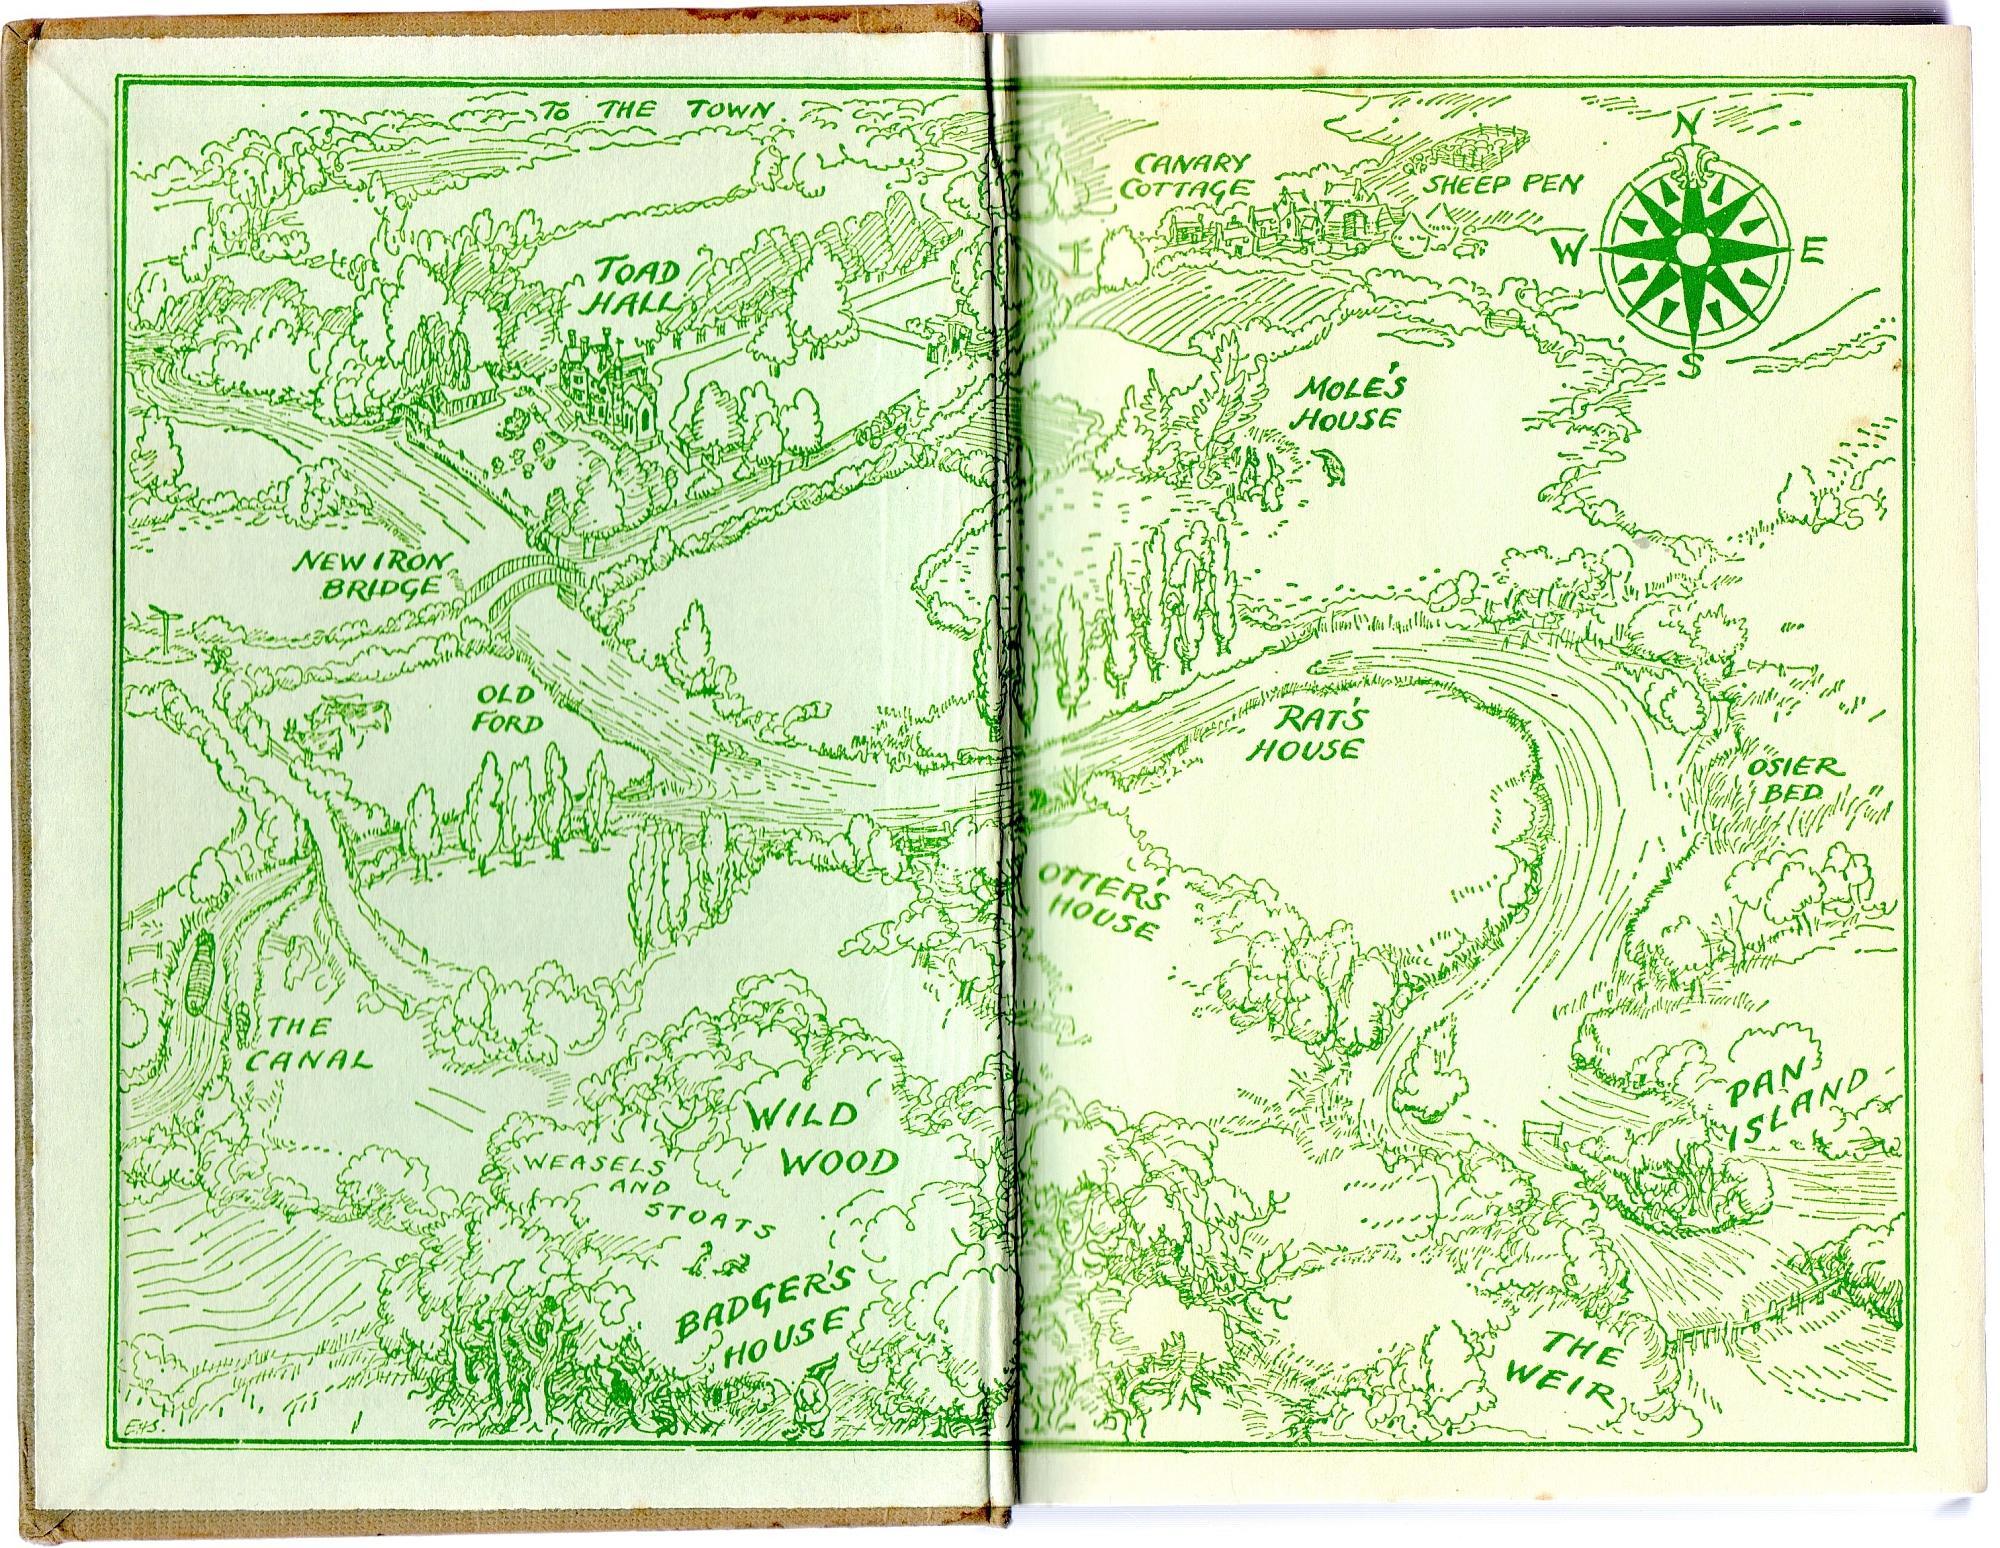 TO THE TOWN
CANARY
COTTAGE
SHEEP PEN
N
W
E
S
TOAD
HALL
MOLE'S
HOUSE
NEW IRON
BRIDGE
OLD
FORD
RAT'S
HOUSE
OSIER
BED
OTTER'S
HOUSE
THE
CANAL
WILD
WOOD
PAN
ISLAND
WEASELS
AND
STOATS
BADGER'S
HOUSE
THE
WEIR
E.H.S.